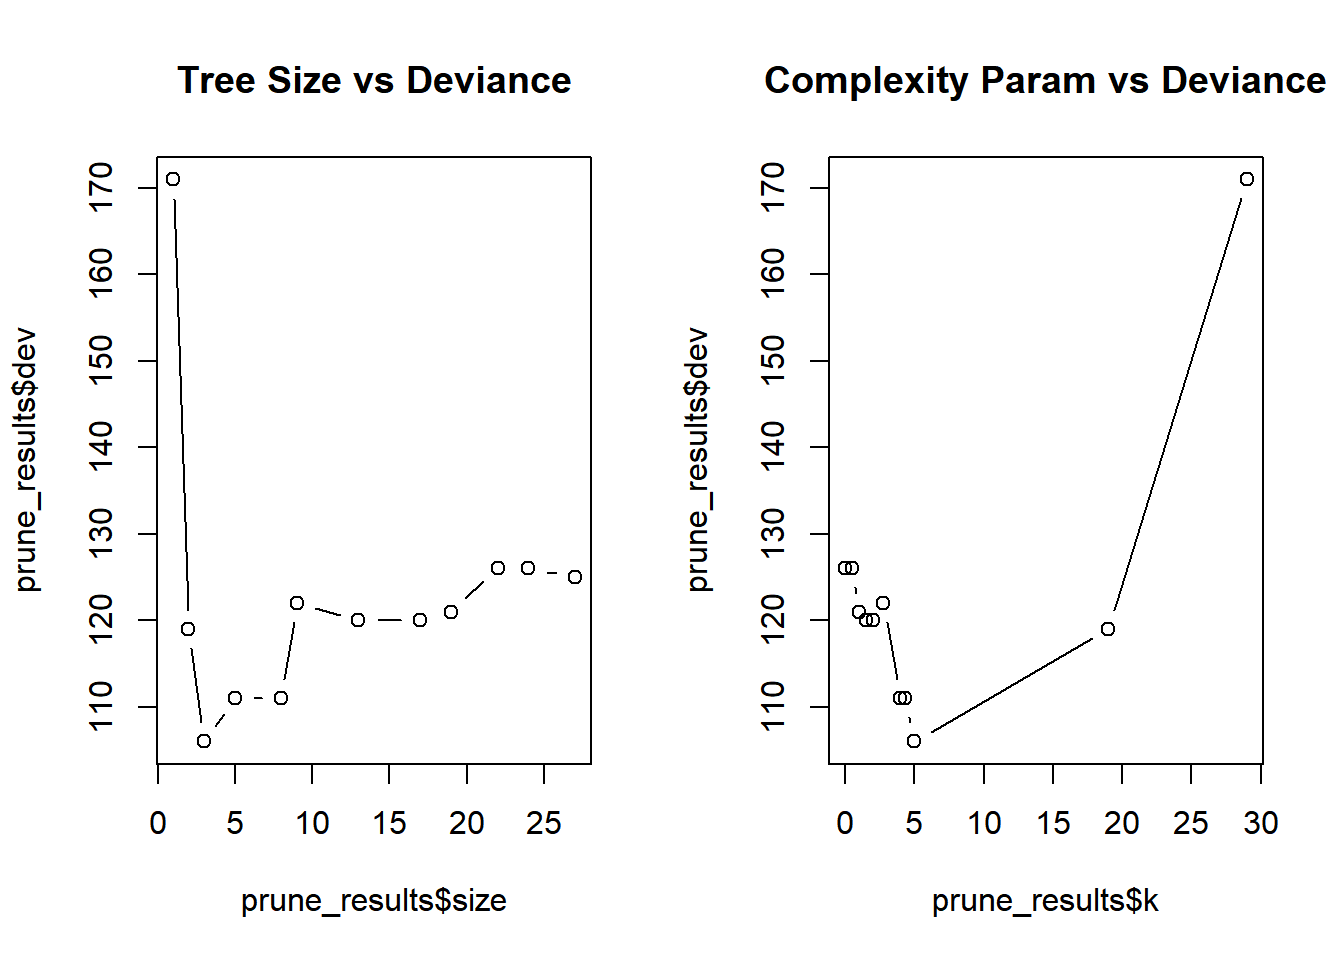 Tree Size vs Deviance
prune_results$dev
170
160
150
140
130
120
110
0 5 10 15 20 25
prune_results$size
Complexity Param vs Deviance
prune_results$dev
170
160
150
140
130
120
110
0 5 10 15 20 25 30
prune_results$k